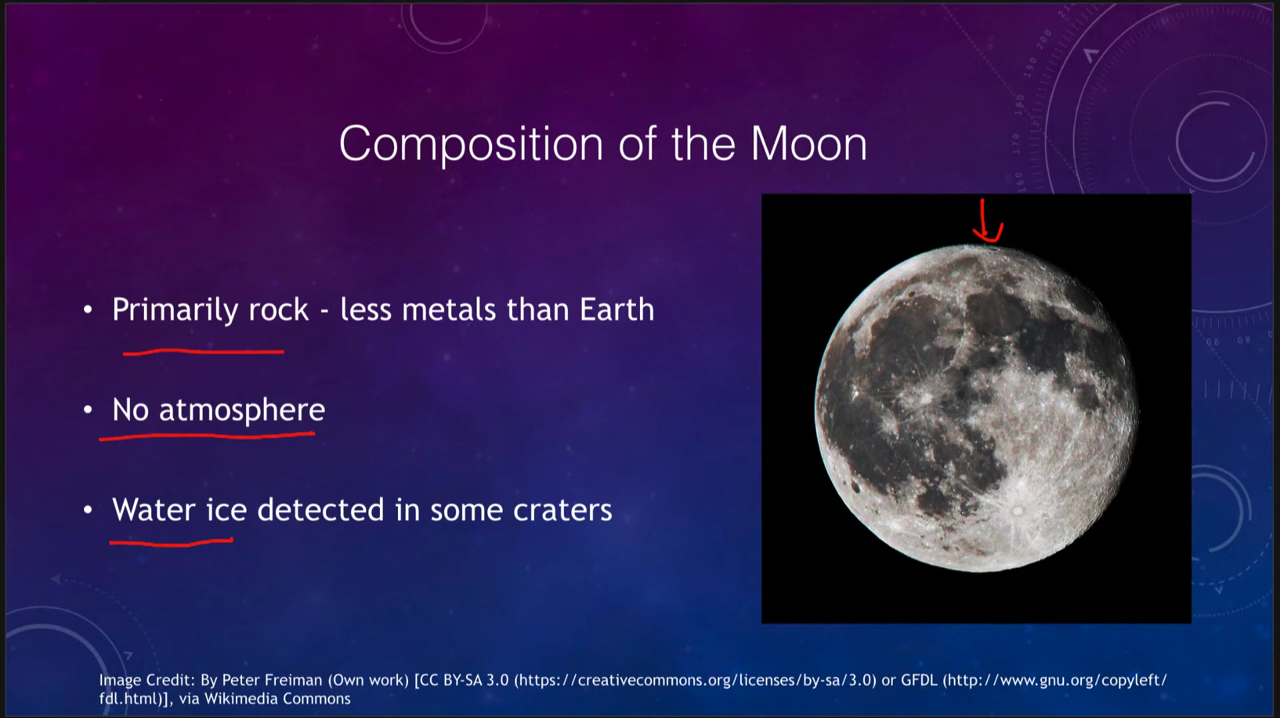 Composition of the Moon
• Primarily rock - less metals than Earth
• No atmosphere
• Water ice detected in some craters
Image Credit: By Peter Freiman (Own work) [CC BY-SA 3.0 (https://creativecommons.org/licenses/by-sa/3.0) or GFDL (http://www.gnu.org/copyleft/
fdl.html)], via Wikimedia Commons